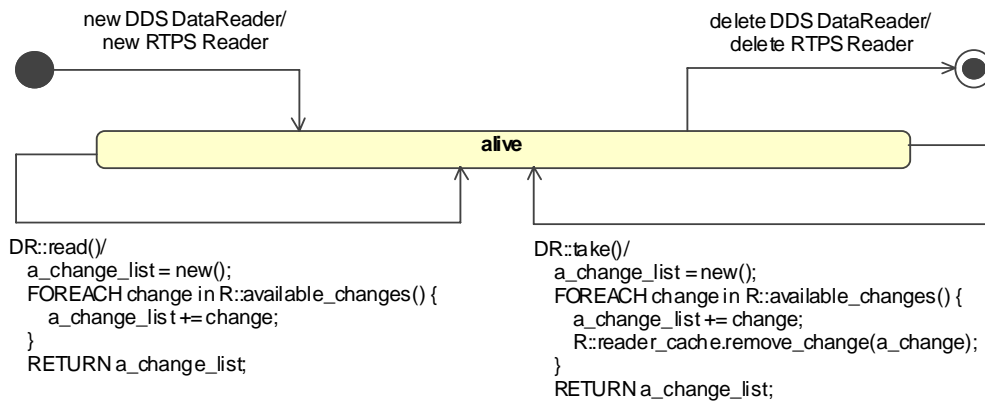 new DDS DataReader/
new RTPS Reader
delete DDS DataReader/
delete RTPS Reader
alive
DR::read()/
a_change_list = new();
FOREACH change in R::available_changes() {
a_change_list += change;
}
RETURN a_change_list;
DR::take()/
a_change_list = new();
FOREACH change in R::available_changes() {
a_change_list += change;
R::reader_cache.remove_change(a_change);
}
RETURN a_change_list;